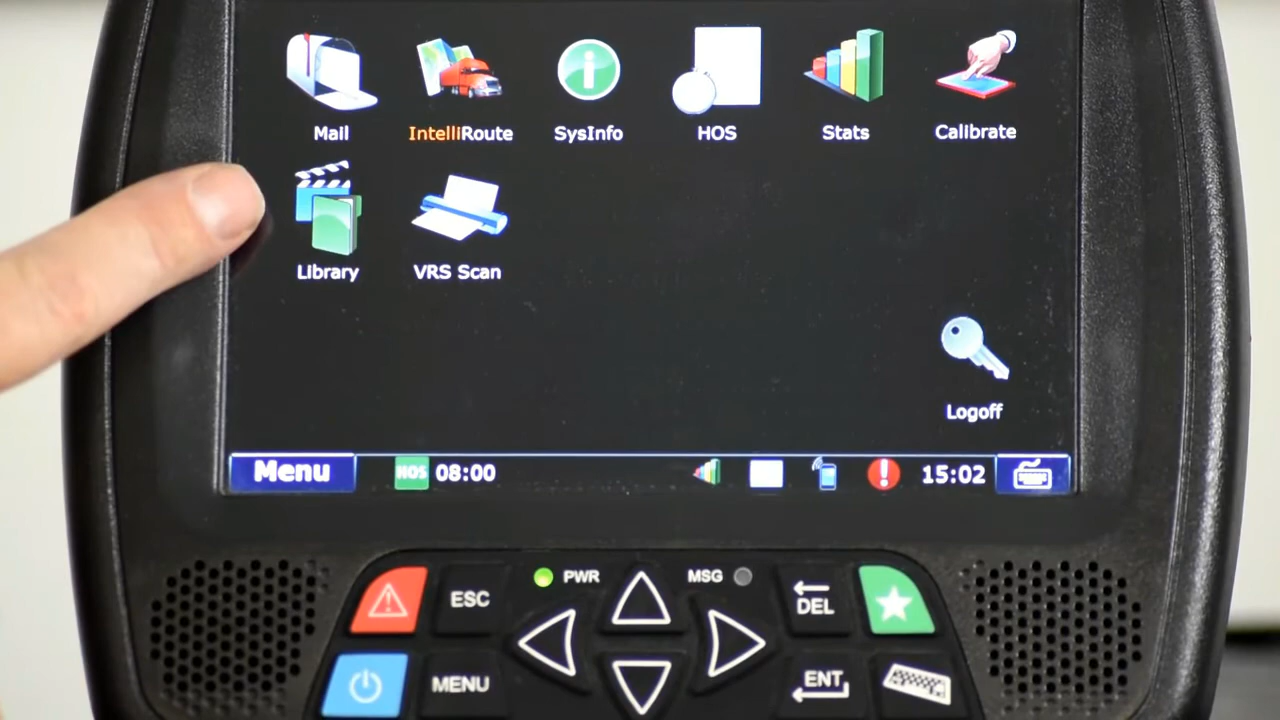 Mail IntelliRoute SysInfo HOS Stats Calibrate
Library VRS Scan
Logoff
Menu HOS 08:00 15:02
ESC PWR MSG DEL
MENU ENT